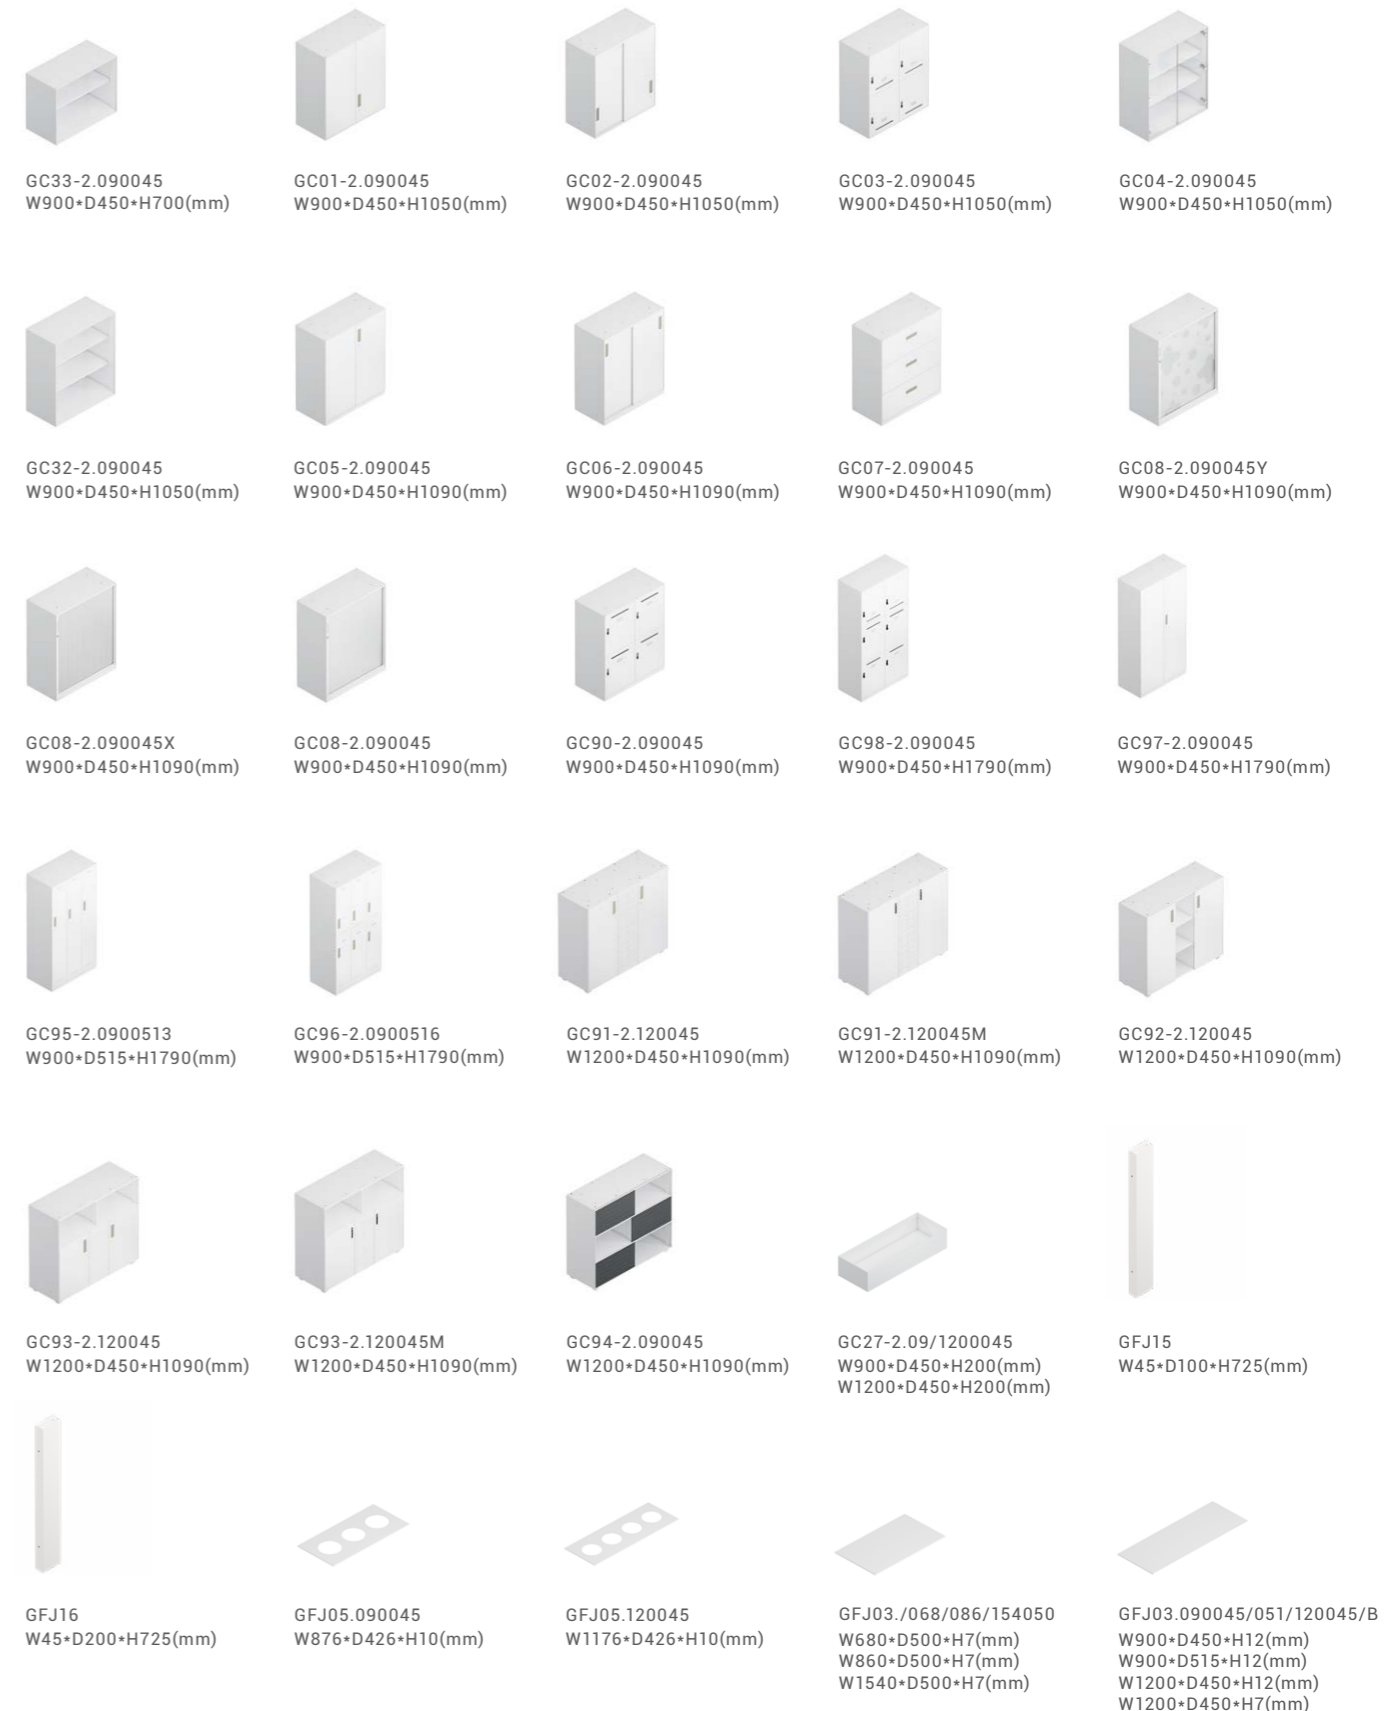 GC33-2.090045
W900*D450*H700(mm)
GC01-2.090045
W900*D450*H1050(mm)
GC02-2.090045
W900*D450*H1050(mm)
GC03-2.090045
W900*D450*H1050(mm)
GC04-2.090045
W900*D450*H1050(mm)
GC32-2.090045
W900*D450*H1050(mm)
GC05-2.090045
W900*D450*H1090(mm)
GC06-2.090045
W900*D450*H1090(mm)
GC07-2.090045
W900*D450*H1090(mm)
GC08-2.090045Y
W900*D450*H1090(mm)
GC08-2.090045X
W900*D450*H1090(mm)
GC08-2.090045
W900*D450*H1090(mm)
GC90-2.090045
W900*D450*H1090(mm)
GC98-2.090045
W900*D450*H1790(mm)
GC97-2.090045
W900*D450*H1790(mm)
GC95-2.0900513
W900*D515*H1790(mm)
GC96-2.0900516
W900*D515*H1790(mm)
GC91-2.120045
W1200*D450*H1090(mm)
GC91-2.120045M
W1200*D450*H1090(mm)
GC92-2.120045
W1200*D450*H1090(mm)
GC93-2.120045
W1200*D450*H1090(mm)
GC93-2.120045M
W1200*D450*H1090(mm)
GC94-2.090045
W1200*D450*H1090(mm)
GC27-2.09/1200045
W900*D450*H200(mm)
W1200*D450*H200(mm)
GFJ15
W45*D100*H725(mm)
GFJ16
W45*D200*H725(mm)
GFJ05.090045
W876*D426*H10(mm)
GFJ05.120045
W1176*D426*H10(mm)
GFJ03./068/086/154050
W680*D500*H7(mm)
W860*D500*H7(mm)
W1540*D500*H7(mm)
GFJ03.090045/051/120045/B
W900*D450*H12(mm)
W900*D515*H12(mm)
W1200*D450*H12(mm)
W1200*D450*H7(mm)